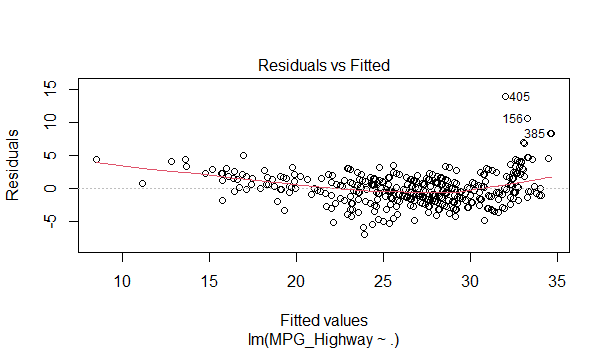 Residuals vs Fitted
Residuals
15
10
5
0
-5
405
156
385
10 15 20 25 30 35
Fitted values
lm(MPG_Highway ~ .)